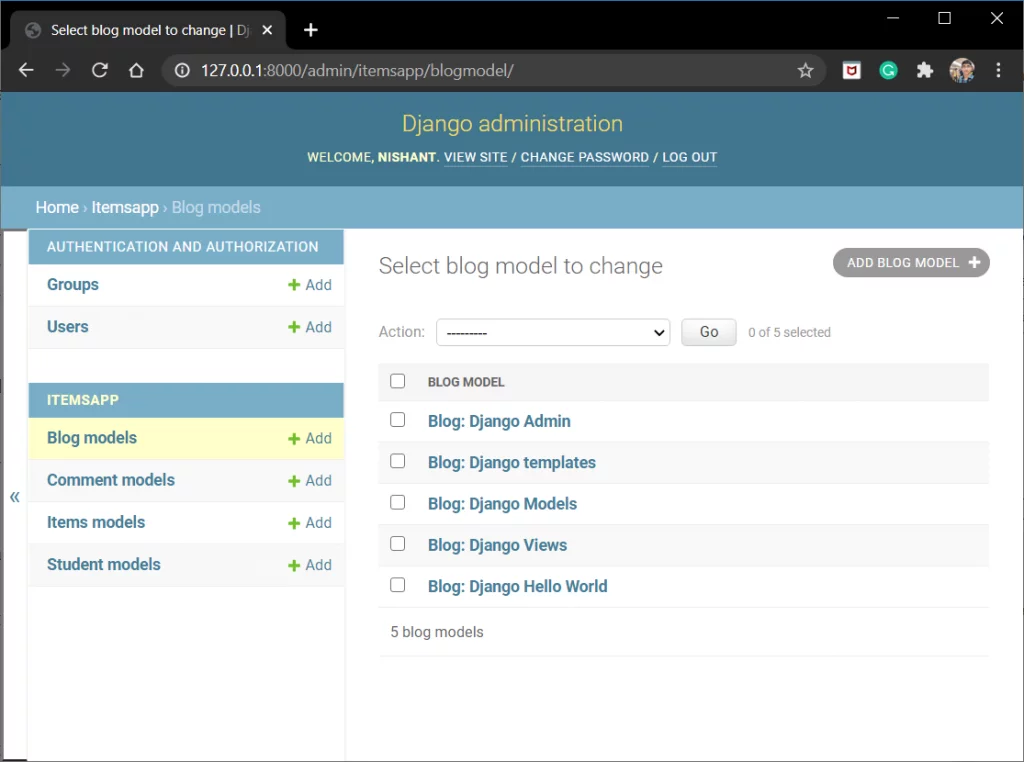 Select blog model to change | Dj
127.0.0.1:8000/admin/itemsapp/blogmodel/
Django administration
WELCOME, NISHANT. VIEW SITE / CHANGE PASSWORD / LOG OUT
Home › Itemsapp › Blog models
AUTHENTICATION AND AUTHORIZATION
Groups + Add
Users + Add
ITEMSAPP
Blog models + Add
Comment models + Add
Items models + Add
Student models + Add
«
Select blog model to change
ADD BLOG MODEL +
Action: --------- Go 0 of 5 selected
BLOG MODEL
Blog: Django Admin
Blog: Django templates
Blog: Django Models
Blog: Django Views
Blog: Django Hello World
5 blog models